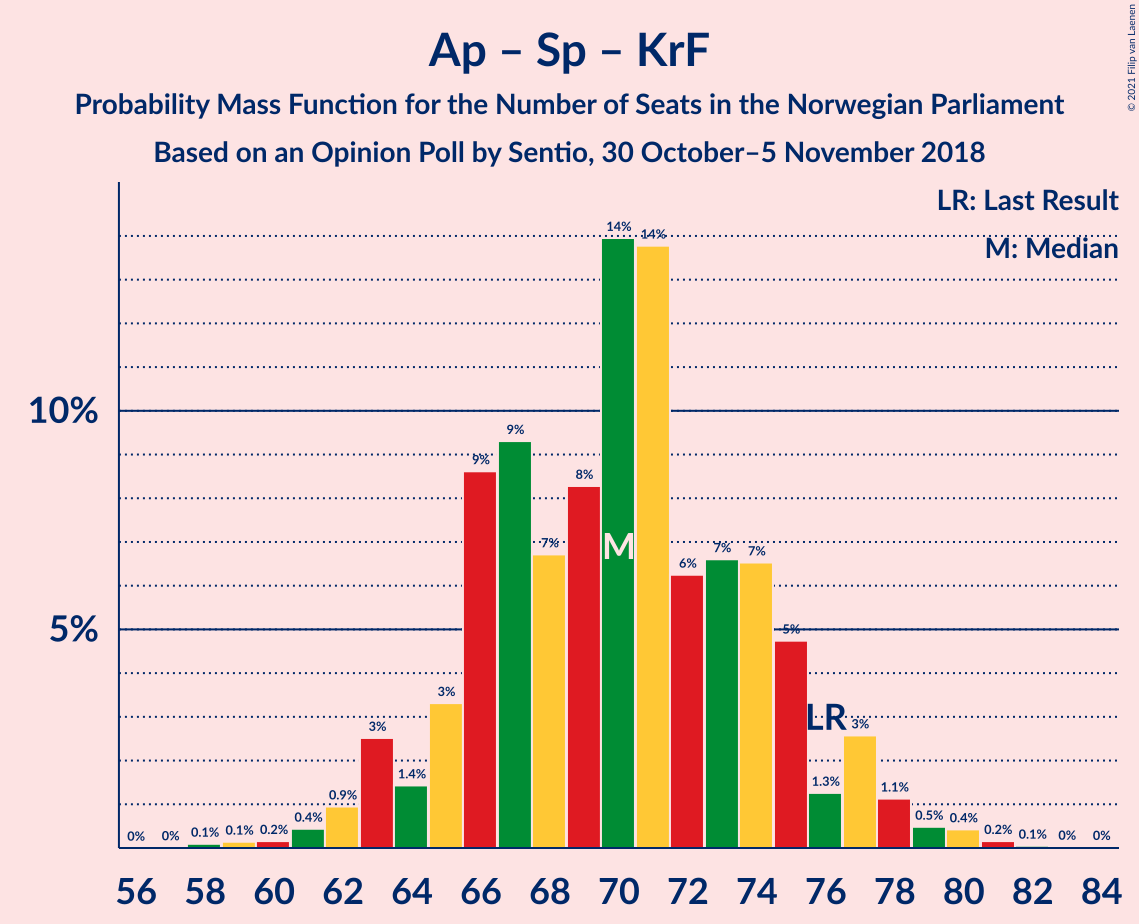 Ap – Sp – KrF
Probability Mass Function for the Number of Seats in the Norwegian Parliament
Based on an Opinion Poll by Sentio, 30 October–5 November 2018
© 2021 Filip van Laenen
LR: Last Result
M: Median
10%
5%
0% 0% 0.1% 0.1% 0.2% 0.4% 0.9% 3% 1.4% 3% 9% 9% 7% 8% 14% 14% 6% 7% 7% 5% 1.3% 3% 1.1% 0.5% 0.4% 0.2% 0.1% 0% 0%
M
LR
56 58 60 62 64 66 68 70 72 74 76 78 80 82 84